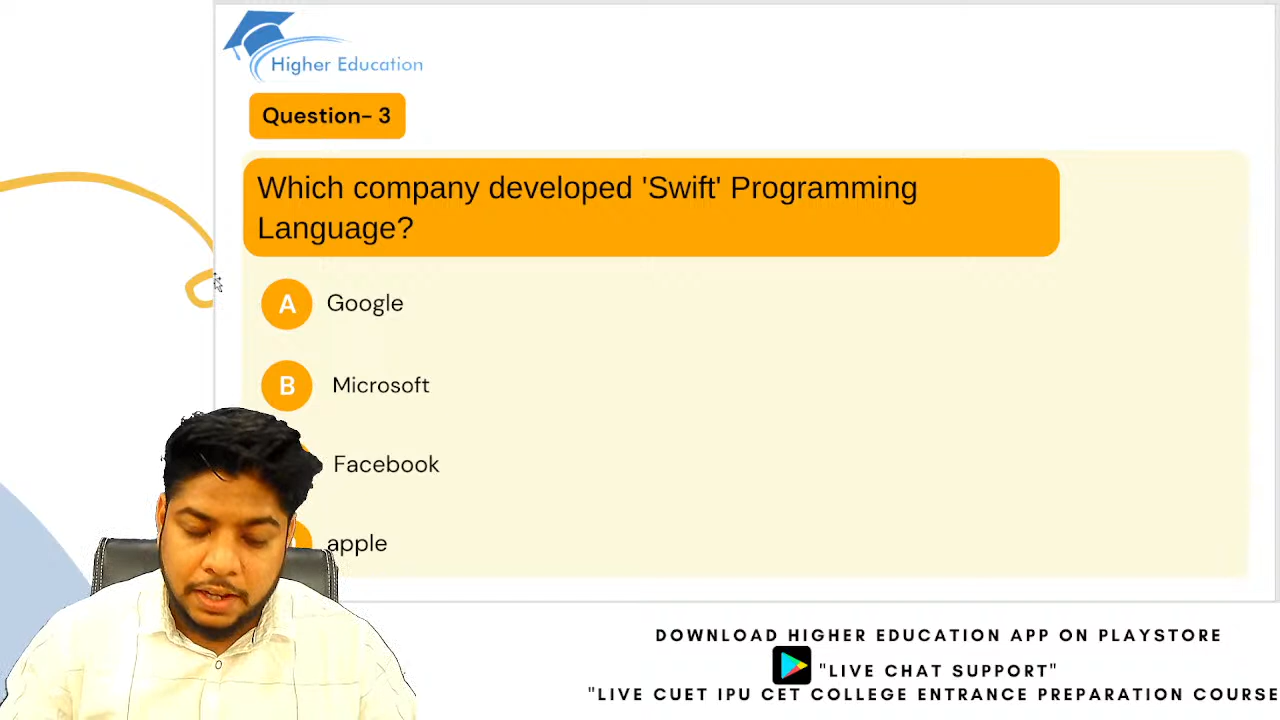 Higher Education
Question- 3
Which company developed 'Swift' Programming
Language?
A Google
B Microsoft
Facebook
apple
DOWNLOAD HIGHER EDUCATION APP ON PLAYSTORE
"LIVE CHAT SUPPORT"
"LIVE CUET IPU CET COLLEGE ENTRANCE PREPARATION COURSE